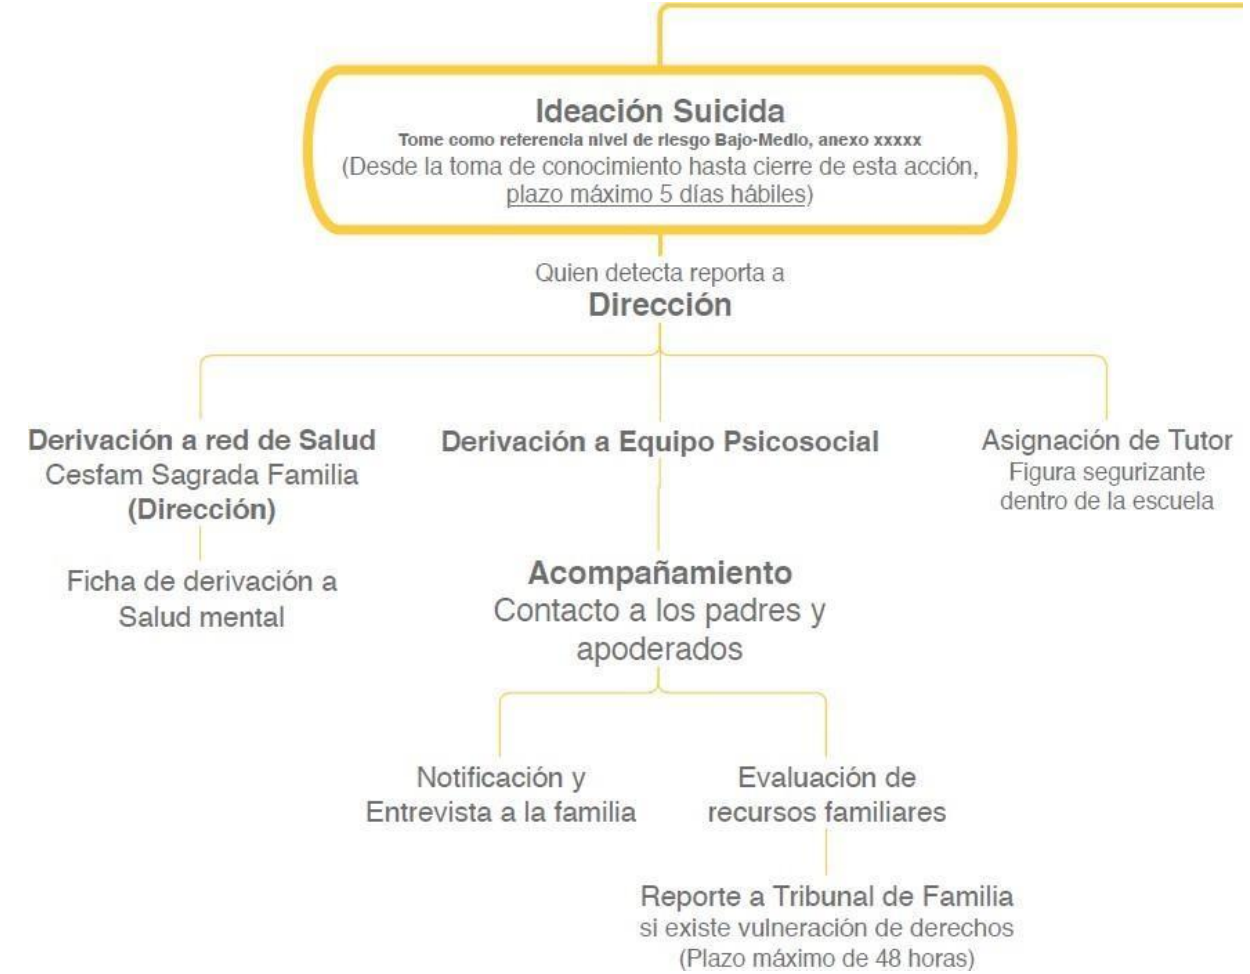 Ideación Suicida
Tome como referencia nivel de riesgo Bajo-Medio, anexo xxxxx
(Desde la toma de conocimiento hasta cierre de esta acción,
plazo máximo 5 días hábiles)
Quien detecta reporta a
Dirección
Derivación a red de Salud
Cesfam Sagrada Familia
(Dirección)
Ficha de derivación a
Salud mental
Derivación a Equipo Psicosocial
Acompañamiento
Contacto a los padres y
apoderados
Notificación y
Entrevista a la familia
Evaluación de
recursos familiares
Reporte a Tribunal de Familia
si existe vulneración de derechos
(Plazo máximo de 48 horas)
Asignación de Tutor
Figura segurizante
dentro de la escuela